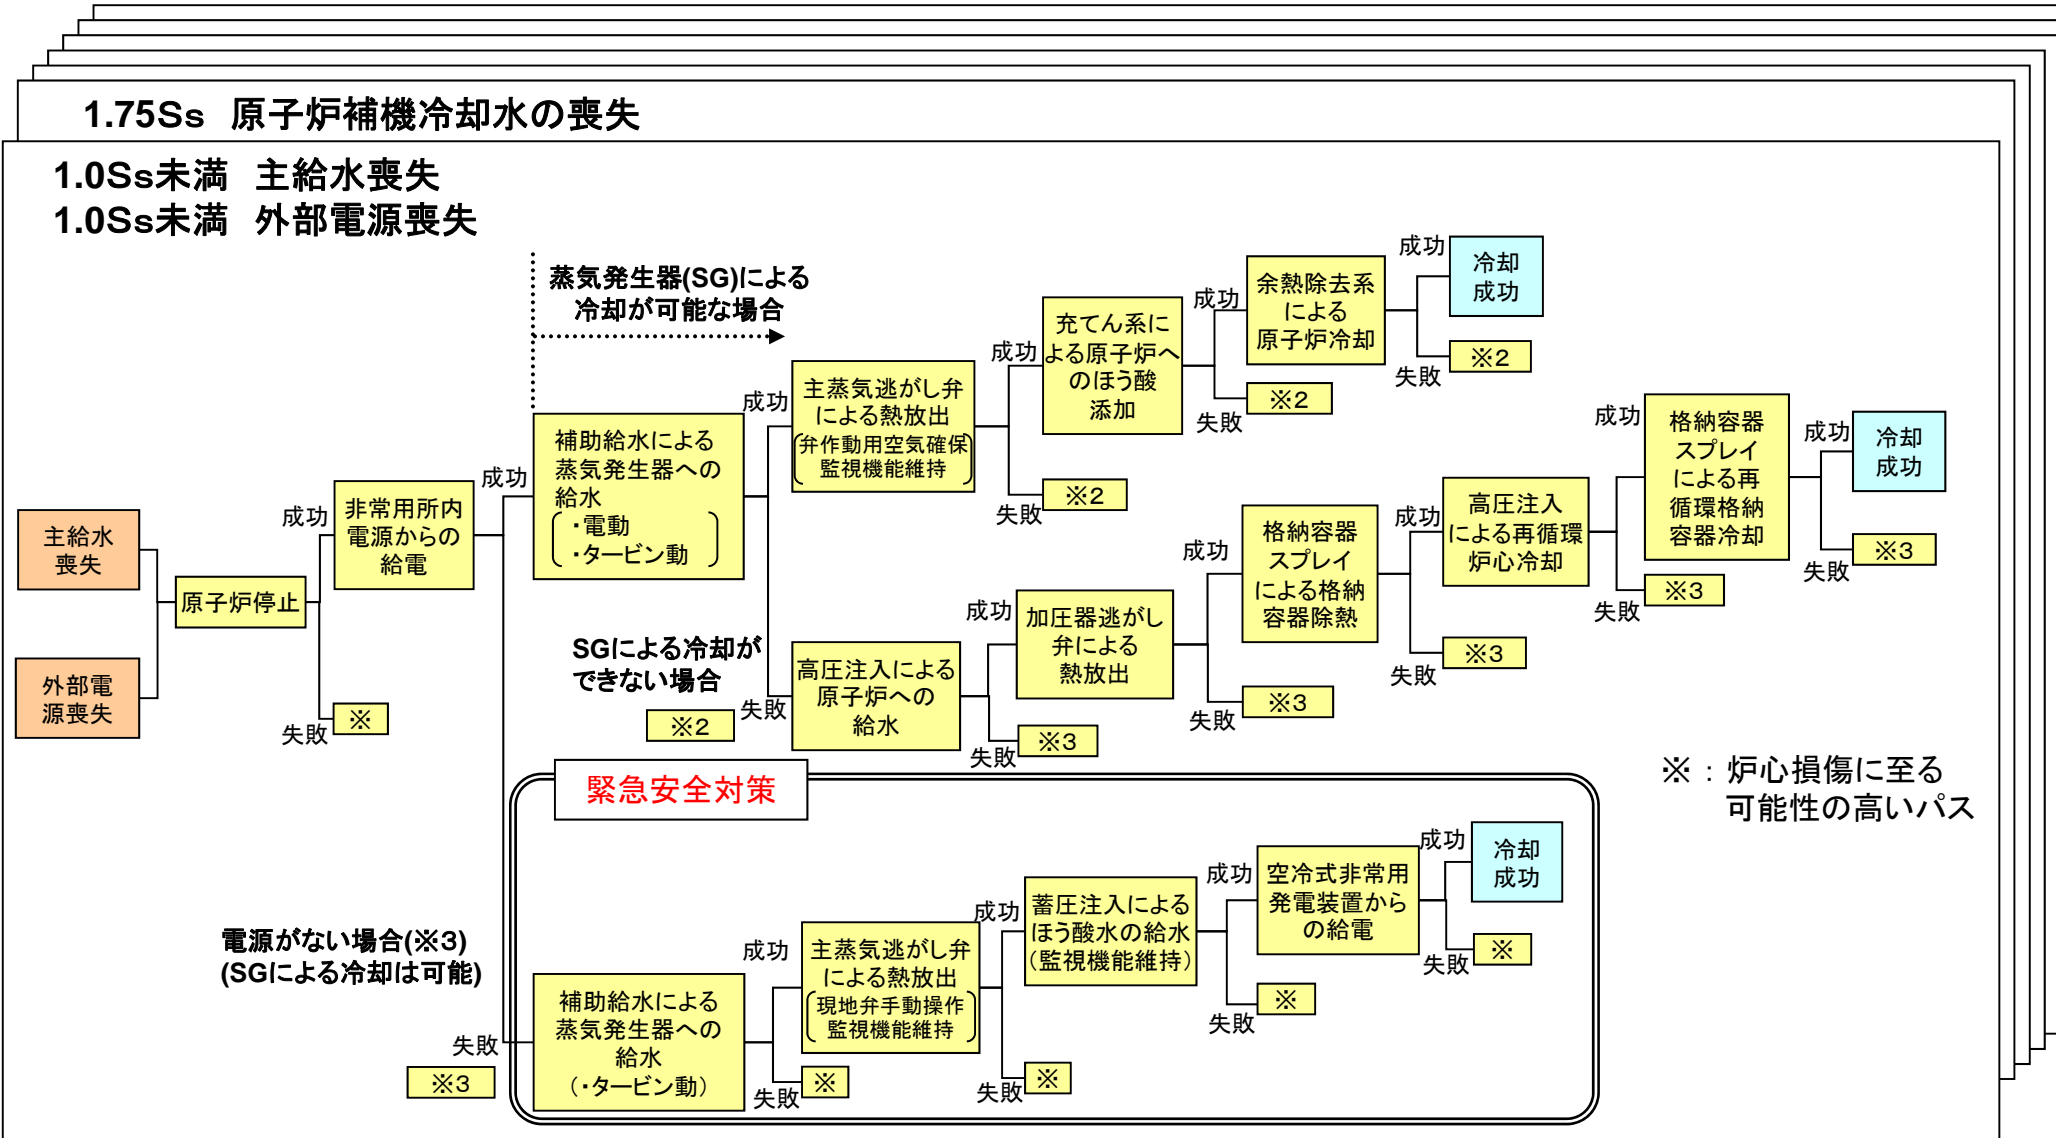 1.75Ss 原子炉補機冷却水の喪失
1.0Ss未満 主給水喪失
1.0Ss未満 外部電源喪失
蒸気発生器(SG)による
冷却が可能な場合
主給水
喪失
外部電
源喪失
原子炉停止
成功
失敗
※
非常用所内
電源からの
給電
成功
失敗
※3
補助給水による
蒸気発生器への
給水
・電動
・タービン動
成功
失敗
※2
SGによる冷却が
できない場合
主蒸気逃がし弁
による熱放出
弁作動用空気確保
監視機能維持
成功
失敗
※2
充てん系に
よる原子炉へ
のほう酸
添加
成功
失敗
※2
余熱除去系
による
原子炉冷却
成功
失敗
※2
冷却
成功
高圧注入による
原子炉への
給水
成功
失敗
※3
加圧器逃がし
弁による
熱放出
成功
失敗
※3
格納容器
スプレイ
による格納
容器除熱
成功
失敗
※3
高圧注入
による再循環
炉心冷却
成功
失敗
※3
格納容器
スプレイ
による再
循環格納
容器冷却
成功
失敗
※3
冷却
成功
※:炉心損傷に至る
可能性の高いパス
緊急安全対策
電源がない場合(※3)
(SGによる冷却は可能)
補助給水による
蒸気発生器への
給水
(・タービン動)
成功
失敗
※
主蒸気逃がし弁
による熱放出
現地弁手動操作
監視機能維持
成功
失敗
※
蓄圧注入による
ほう酸水の給水
(監視機能維持)
成功
失敗
※
空冷式非常用
発電装置から
の給電
成功
失敗
※
冷却
成功